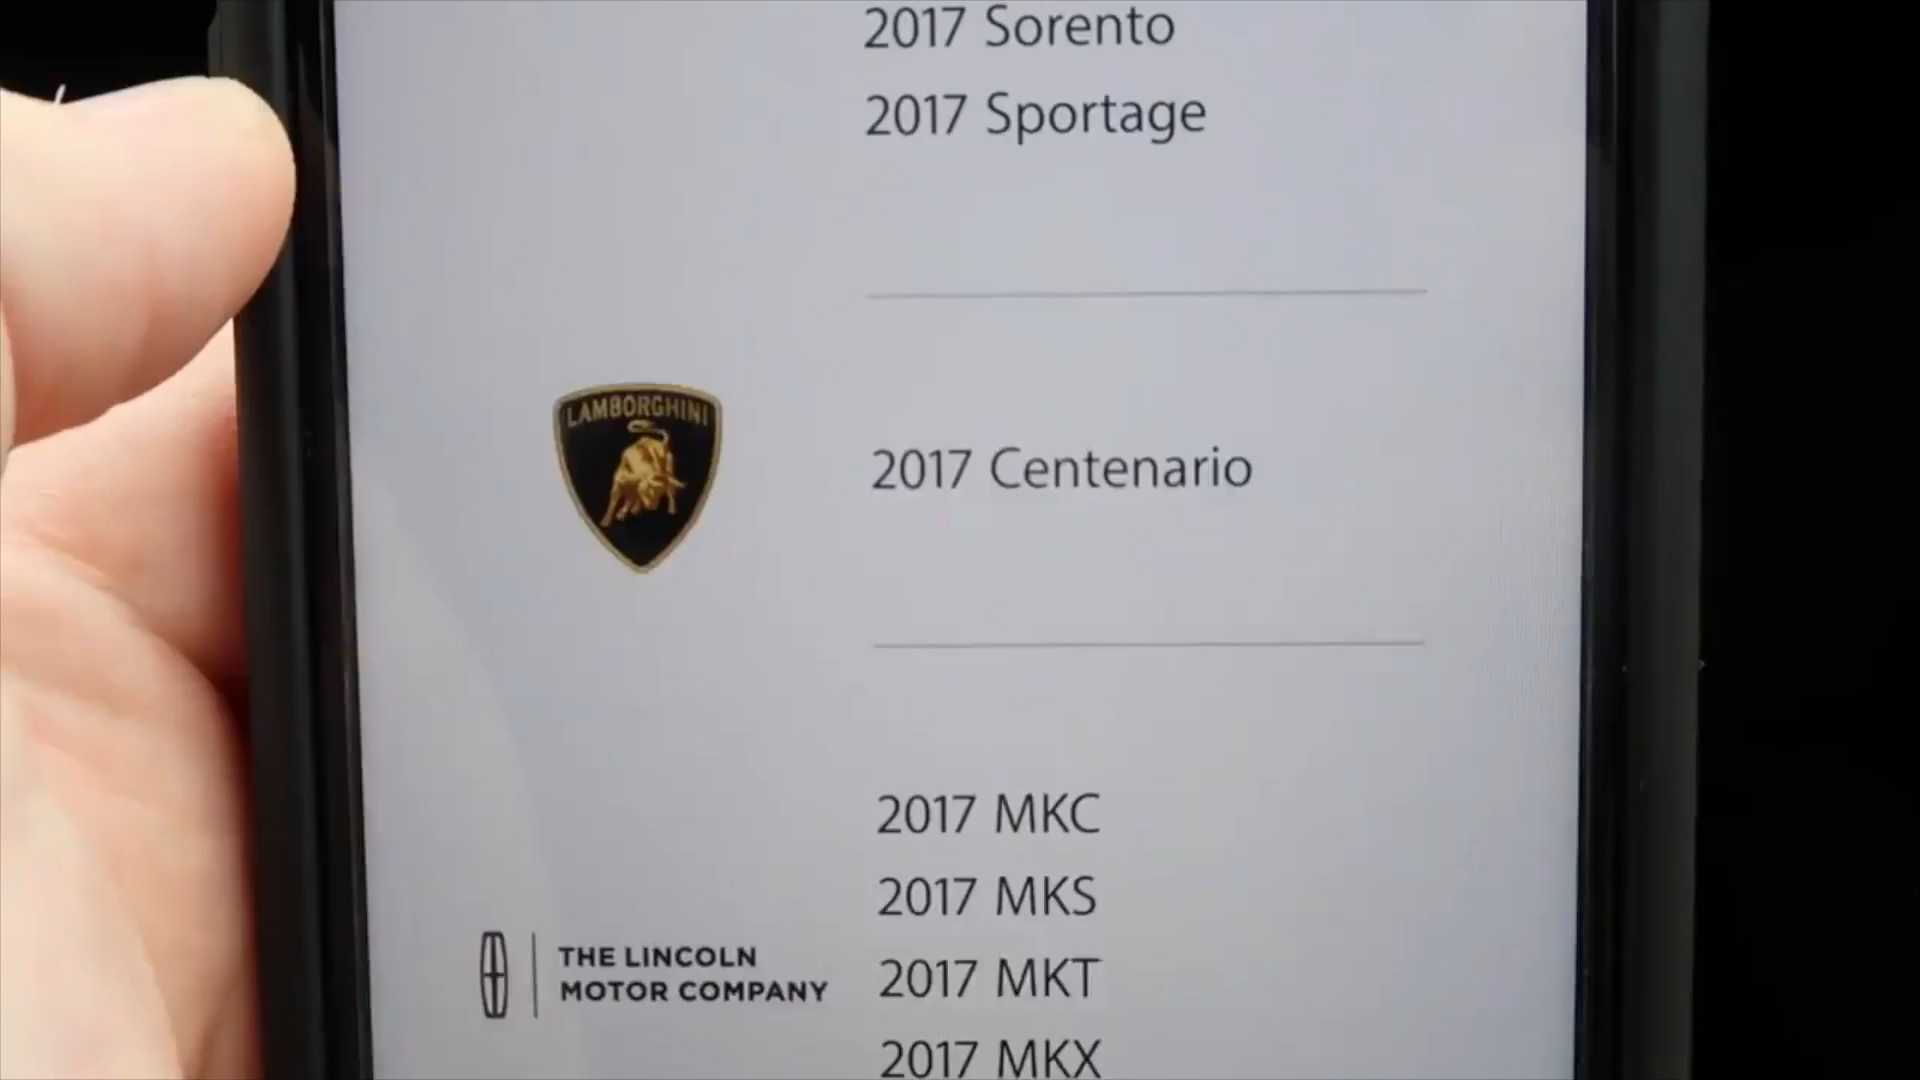 2017 Sorento
2017 Sportage
LAMBORGHINI
2017 Centenario
2017 MKC
2017 MKS
THE LINCOLN
MOTOR COMPANY
2017 MKT
2017 MKX